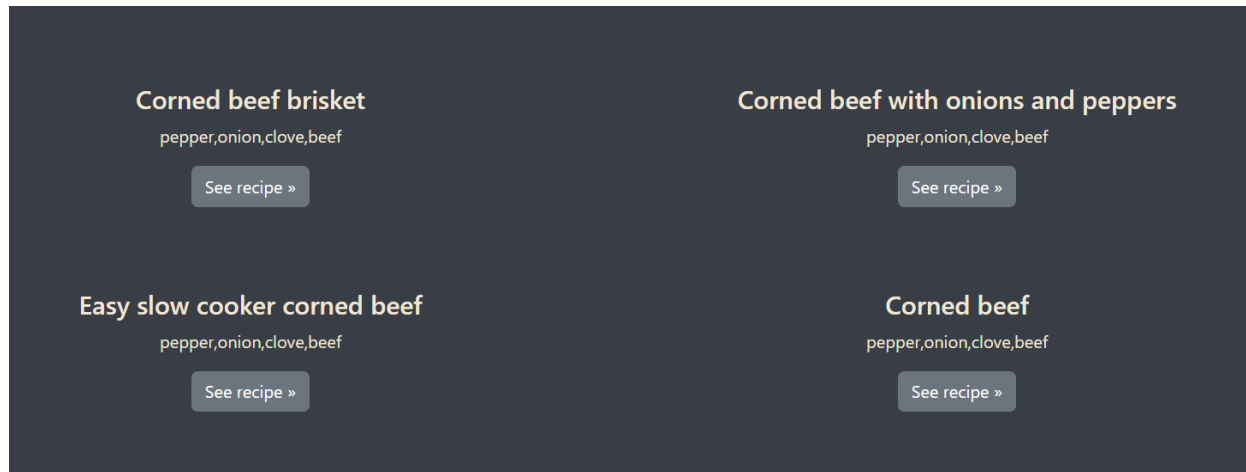 Corned beef brisket
pepper,onion,clove,beef
See recipe »
Corned beef with onions and peppers
pepper,onion,clove,beef
See recipe »
Easy slow cooker corned beef
pepper,onion,clove,beef
See recipe »
Corned beef
pepper,onion,clove,beef
See recipe »